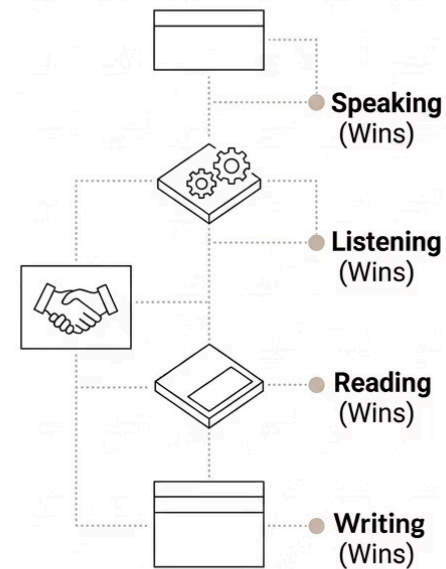 Speaking
(Wins)
Listening
(Wins)
Reading
(Wins)
Writing
(Wins)